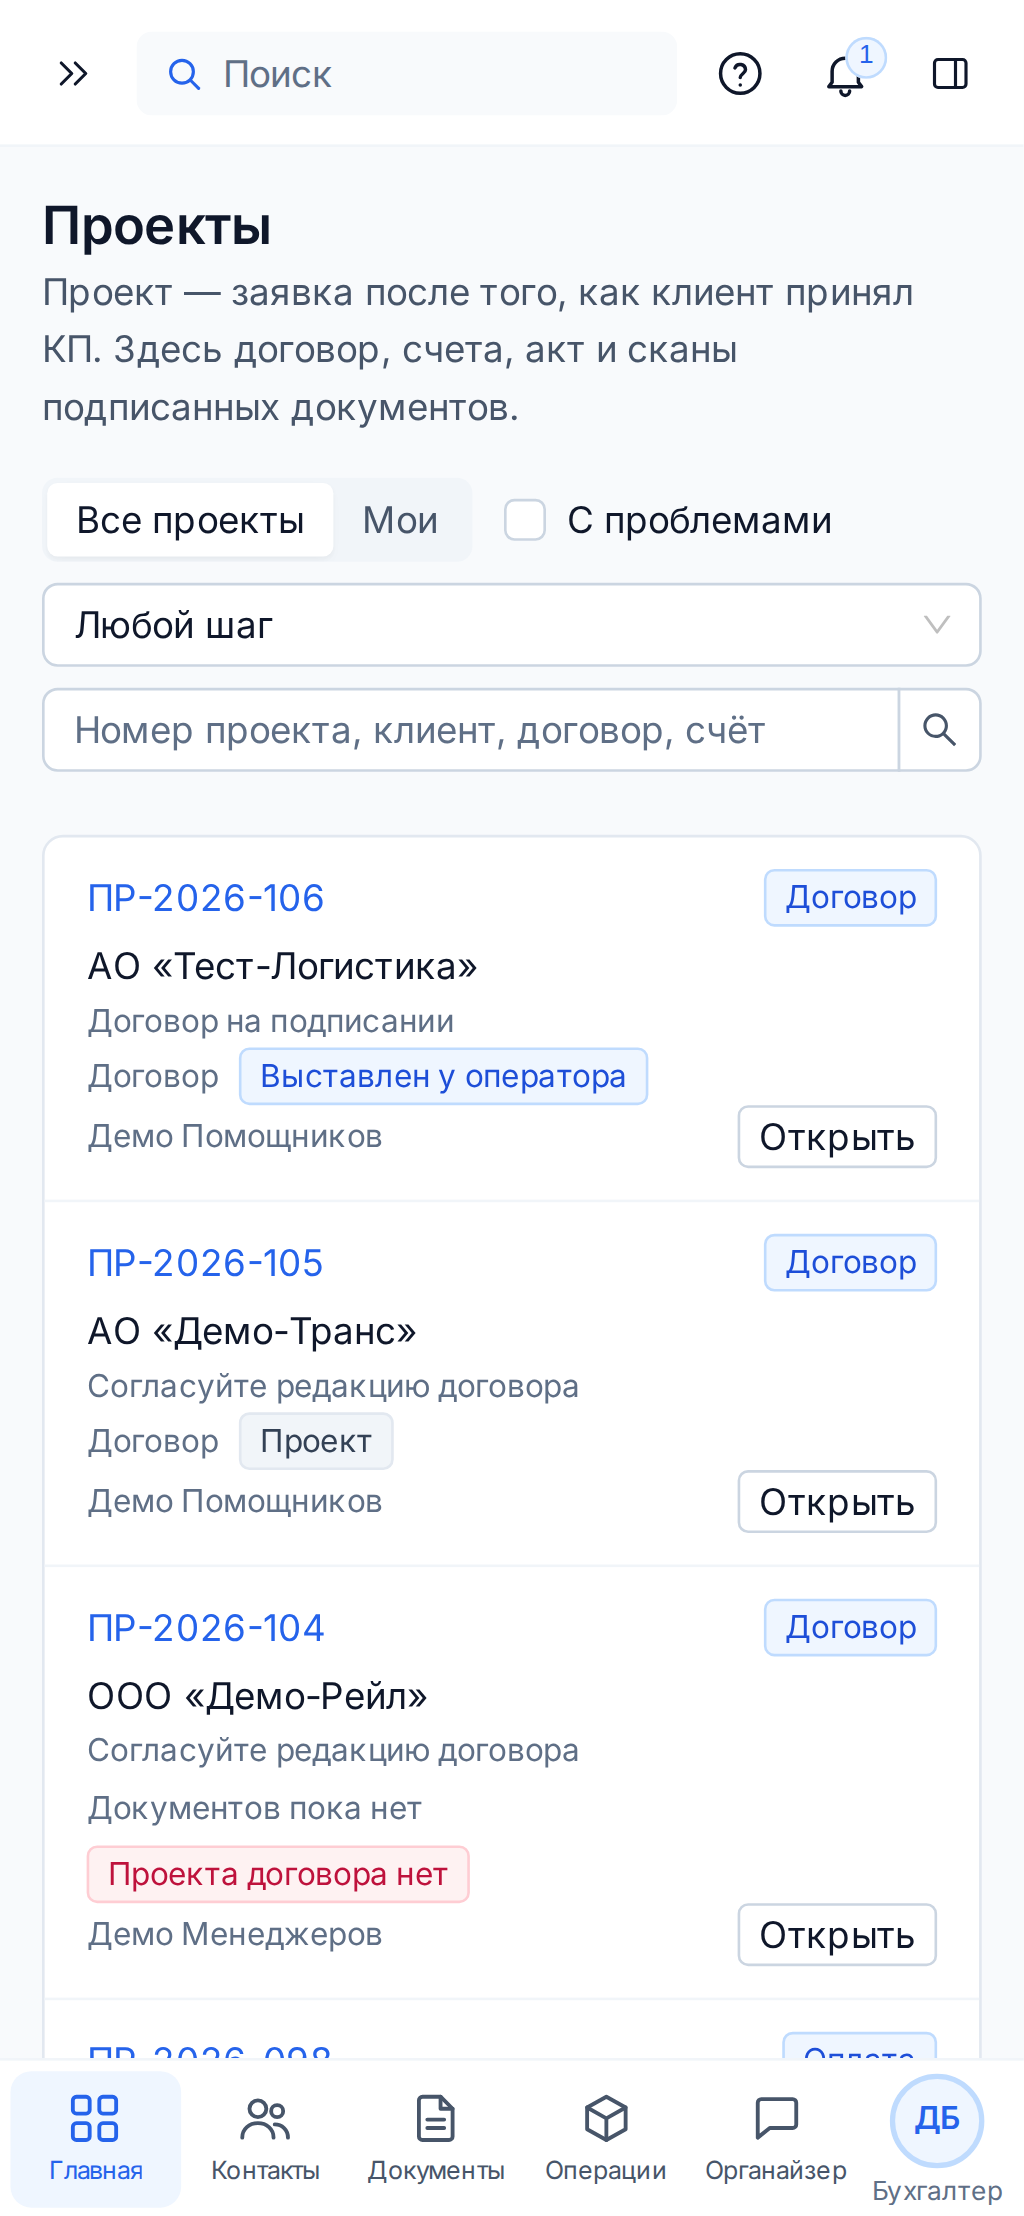 Поиск
1
Проекты
Проект — заявка после того, как клиент принял
КП. Здесь договор, счета, акт и сканы
подписанных документов.
Все проекты Мои С проблемами
Любой шаг
Номер проекта, клиент, договор, счёт
ПР-2026-106 Договор
АО «Тест-Логистика»
Договор на подписании
Договор Выставлен у оператора
Демо Помощников Открыть
ПР-2026-105 Договор
АО «Демо-Транс»
Согласуйте редакцию договора
Договор Проект
Демо Помощников Открыть
ПР-2026-104 Договор
ООО «Демо-Рейл»
Согласуйте редакцию договора
Документов пока нет
Проекта договора нет
Демо Менеджеров Открыть
ПР-2026-098 Оплата
Главная Контакты Документы Операции Органайзер ДБ
Бухгалтер